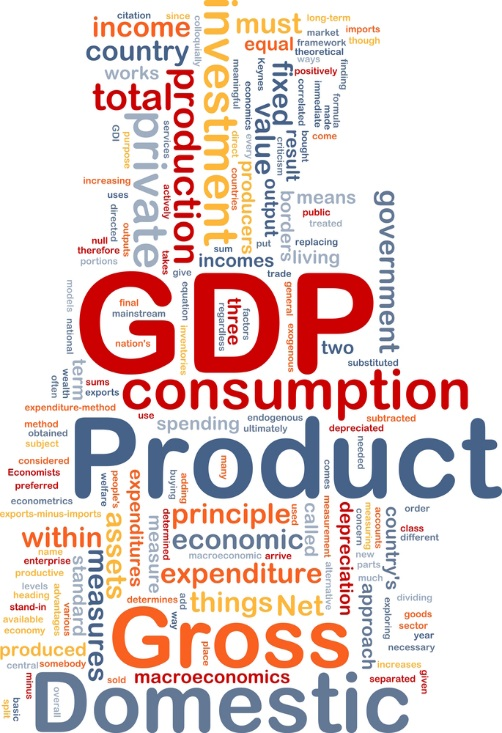 citation
since
long-term
income
colloquially
investment
must
market
imports
country
equal
framework
though
theoretical
works
ways
total
production
meaningful
Keynes
fixed
positively
finding
private
economics
value
correlated
immediate
made
formula
GDI
purpose
services
direct
every
criticism
result
bought
come
increasing
countries
producers
output
uses
actively
borders
means
government
directed
public
null
outputs
treated
therefore
takes
sum
put
replacing
portions
incomes
living
give
trade
GDP
models
final
equation
three
factors
general
mainstream
regardless
exogenous
national
nation's
inventories
two
term
substituted
often
wealth
sums
exports
consumption
expenditure-method
use
spending
endogenous
subtracted
method
ultimately
depreciated
obtained
Product
subject
needed
considered
many
Economists
welfare
people's
expenditures
buying
adding
comes
preferred
econometrics
used
order
exports-minus-imports
assets
principle
called
measurement
depreciation
concern
measuring
accounts
country's
class
within
measure
determined
economic
different
name
measures
macroeconomic
arrive
new
enterprise
standard
parts
productive
expenditure
alternative
approach
much
levels
heading
advantages
various
determines
add
things
Net
exploring
dividing
stand-in
available
way
goods
economy
Gross
sector
year
produced
place
necessary
central
somebody
increases
minus
sold
macroeconomics
separated
given
split
basic
overall
Domestic